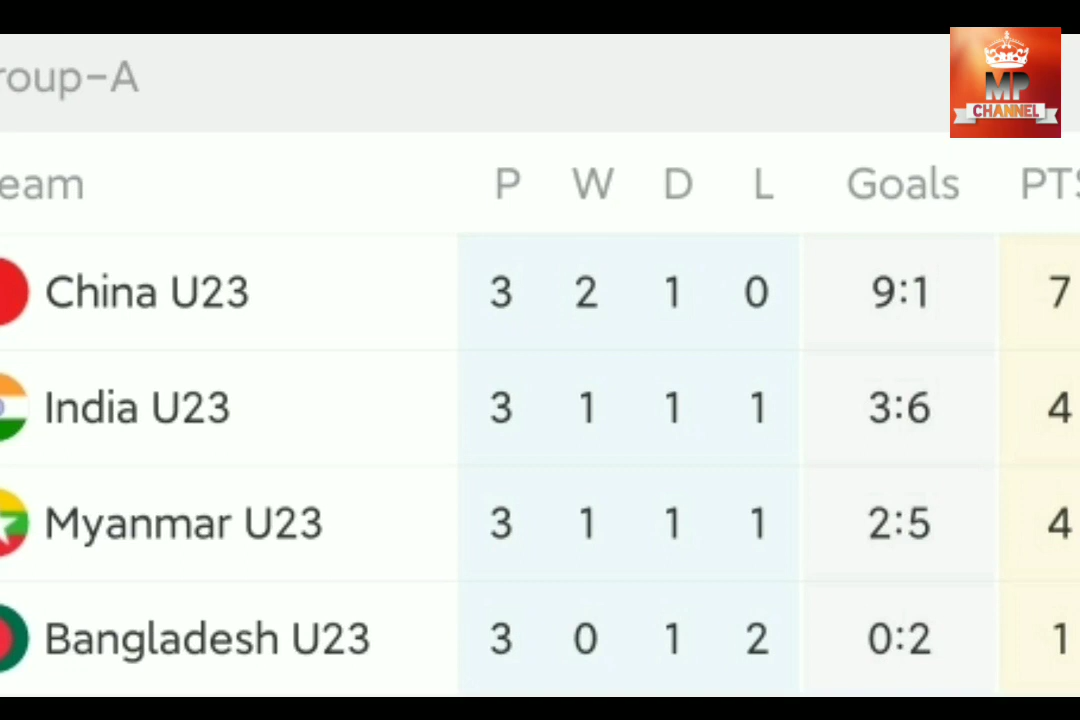 roup-A
MP
CHANNEL
eam P W D L Goals PTS
China U23 3 2 1 0 9:1 7
India U23 3 1 1 1 3:6 4
Myanmar U23 3 1 1 1 2:5 4
Bangladesh U23 3 0 1 2 0:2 1